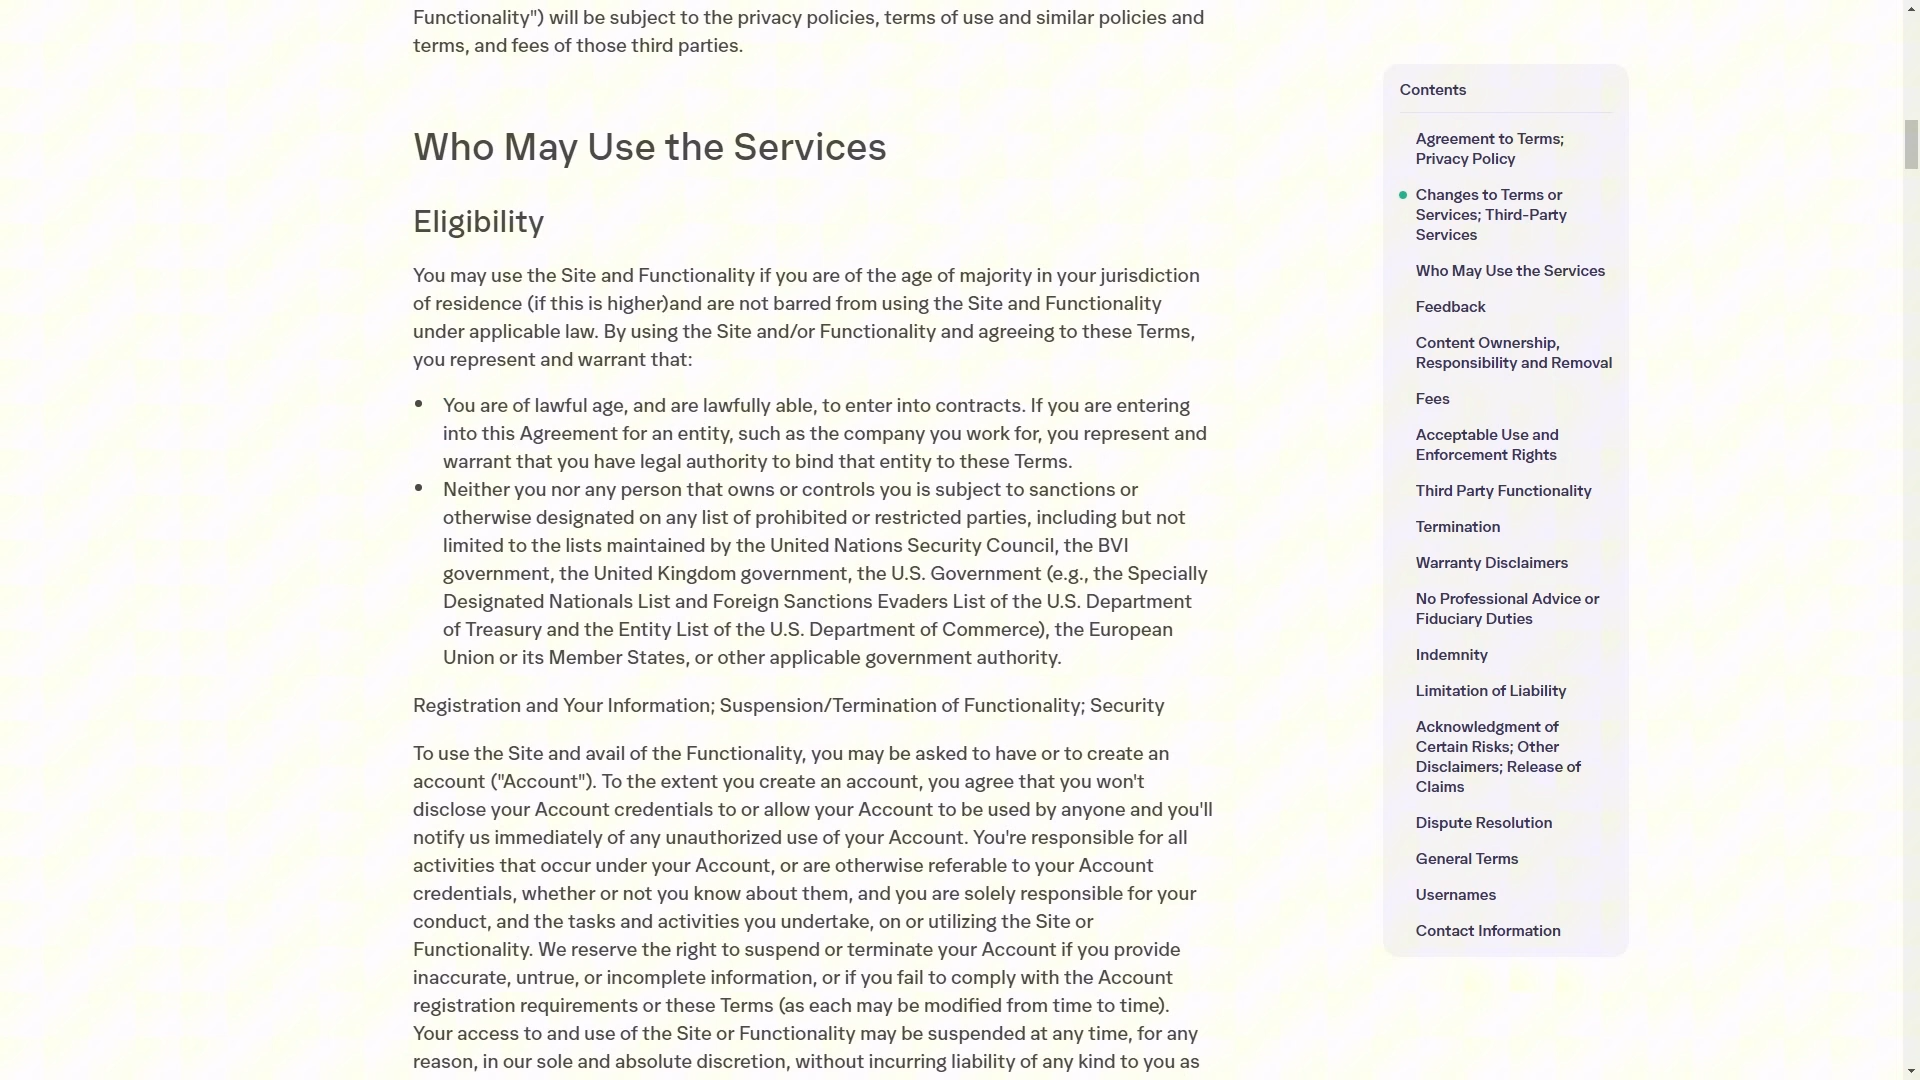 Functionality") will be subject to the privacy policies, terms of use and similar policies and
terms, and fees of those third parties.
Who May Use the Services
Eligibility
You may use the Site and Functionality if you are of the age of majority in your jurisdiction
of residence (if this is higher)and are not barred from using the Site and Functionality
under applicable law. By using the Site and/or Functionality and agreeing to these Terms,
you represent and warrant that:
You are of lawful age, and are lawfully able, to enter into contracts. If you are entering
into this Agreement for an entity, such as the company you work for, you represent and
warrant that you have legal authority to bind that entity to these Terms.
Neither you nor any person that owns or controls you is subject to sanctions or
otherwise designated on any list of prohibited or restricted parties, including but not
limited to the lists maintained by the United Nations Security Council, the BVI
government, the United Kingdom government, the U.S. Government (e.g., the Specially
Designated Nationals List and Foreign Sanctions Evaders List of the U.S. Department
of Treasury and the Entity List of the U.S. Department of Commerce), the European
Union or its Member States, or other applicable government authority.
Registration and Your Information; Suspension/Termination of Functionality; Security
To use the Site and avail of the Functionality, you may be asked to have or to create an
account ("Account"). To the extent you create an account, you agree that you won't
disclose your Account credentials to or allow your Account to be used by anyone and you'll
notify us immediately of any unauthorized use of your Account. You're responsible for all
activities that occur under your Account, or are otherwise referable to your Account
credentials, whether or not you know about them, and you are solely responsible for your
conduct, and the tasks and activities you undertake, on or utilizing the Site or
Functionality. We reserve the right to suspend or terminate your Account if you provide
inaccurate, untrue, or incomplete information, or if you fail to comply with the Account
registration requirements or these Terms (as each may be modified from time to time).
Your access to and use of the Site or Functionality may be suspended at any time, for any
reason, in our sole and absolute discretion, without incurring liability of any kind to you as
Contents
Agreement to Terms;
Privacy Policy
Changes to Terms or
Services; Third-Party
Services
Who May Use the Services
Feedback
Content Ownership,
Responsibility and Removal
Fees
Acceptable Use and
Enforcement Rights
Third Party Functionality
Termination
Warranty Disclaimers
No Professional Advice or
Fiduciary Duties
Indemnity
Limitation of Liability
Acknowledgment of
Certain Risks; Other
Disclaimers; Release of
Claims
Dispute Resolution
General Terms
Usernames
Contact Information